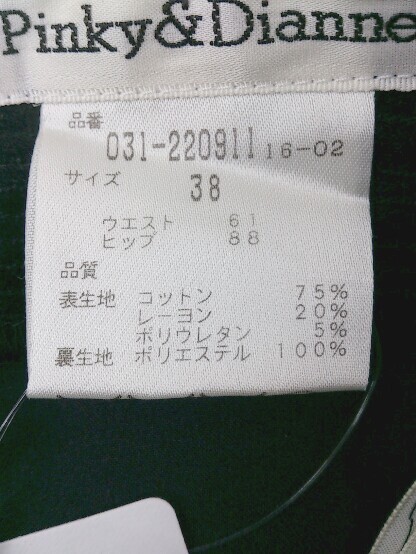 Pinky&Dianne
品番
031-220911 16-02
サイズ 38
ウエスト 61
ヒップ 88
品質
表生地 コットン 75%
レーヨン 20%
ポリウレタン 5%
裏生地 ポリエステル 100%